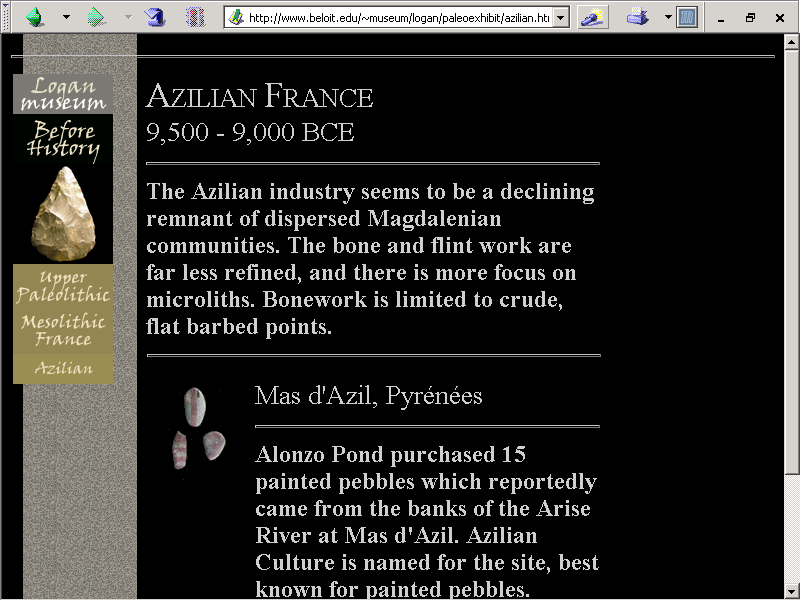 http://www.beloit.edu/~museum/logan/paleoexhibit/azilian.htm
Logan
museum
Before
History
Upper
Paleolithic
Mesolithic
France
Azilian
AZILIAN FRANCE
9,500 - 9,000 BCE
The Azilian industry seems to be a declining
remnant of dispersed Magdalenian
communities. The bone and flint work are
far less refined, and there is more focus on
microliths. Bonework is limited to crude,
flat barbed points.
Mas d'Azil, Pyrénées
Alonzo Pond purchased 15
painted pebbles which reportedly
came from the banks of the Arise
River at Mas d'Azil. Azilian
Culture is named for the site, best
known for painted pebbles.